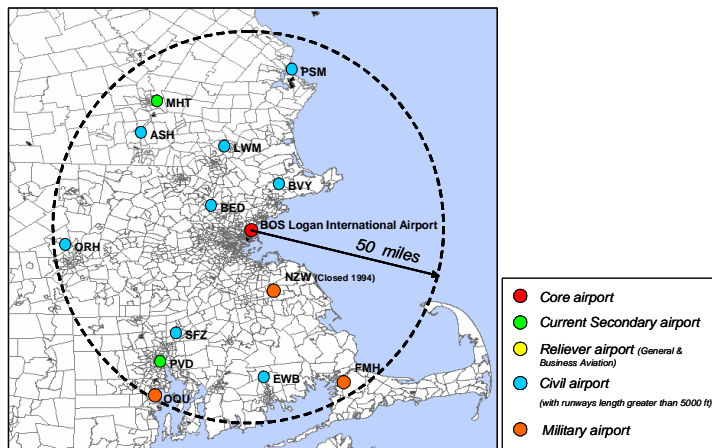 PSM
MHT
ASH
LWM
BVY
BED
BOS Logan International Airport
ORH
50 miles
NZW (Closed 1994)
SFZ
PVD
EWB
FMH
OQU
Core airport
Current Secondary airport
Reliever airport (General &
Business Aviation)
Civil airport
(with runways length greater than 5000 ft)
Military airport